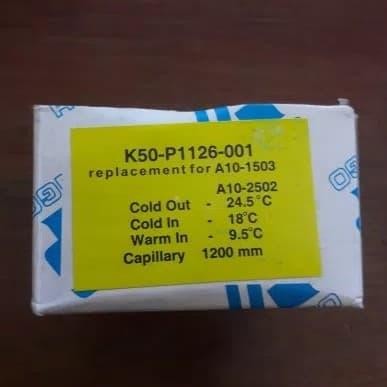 K50-P1126-001
replacement for A10-1503
A10-2502
Cold Out - 24.5°C
Cold In - 18°C
Warm In - 9.5°C
Capillary 1200 mm